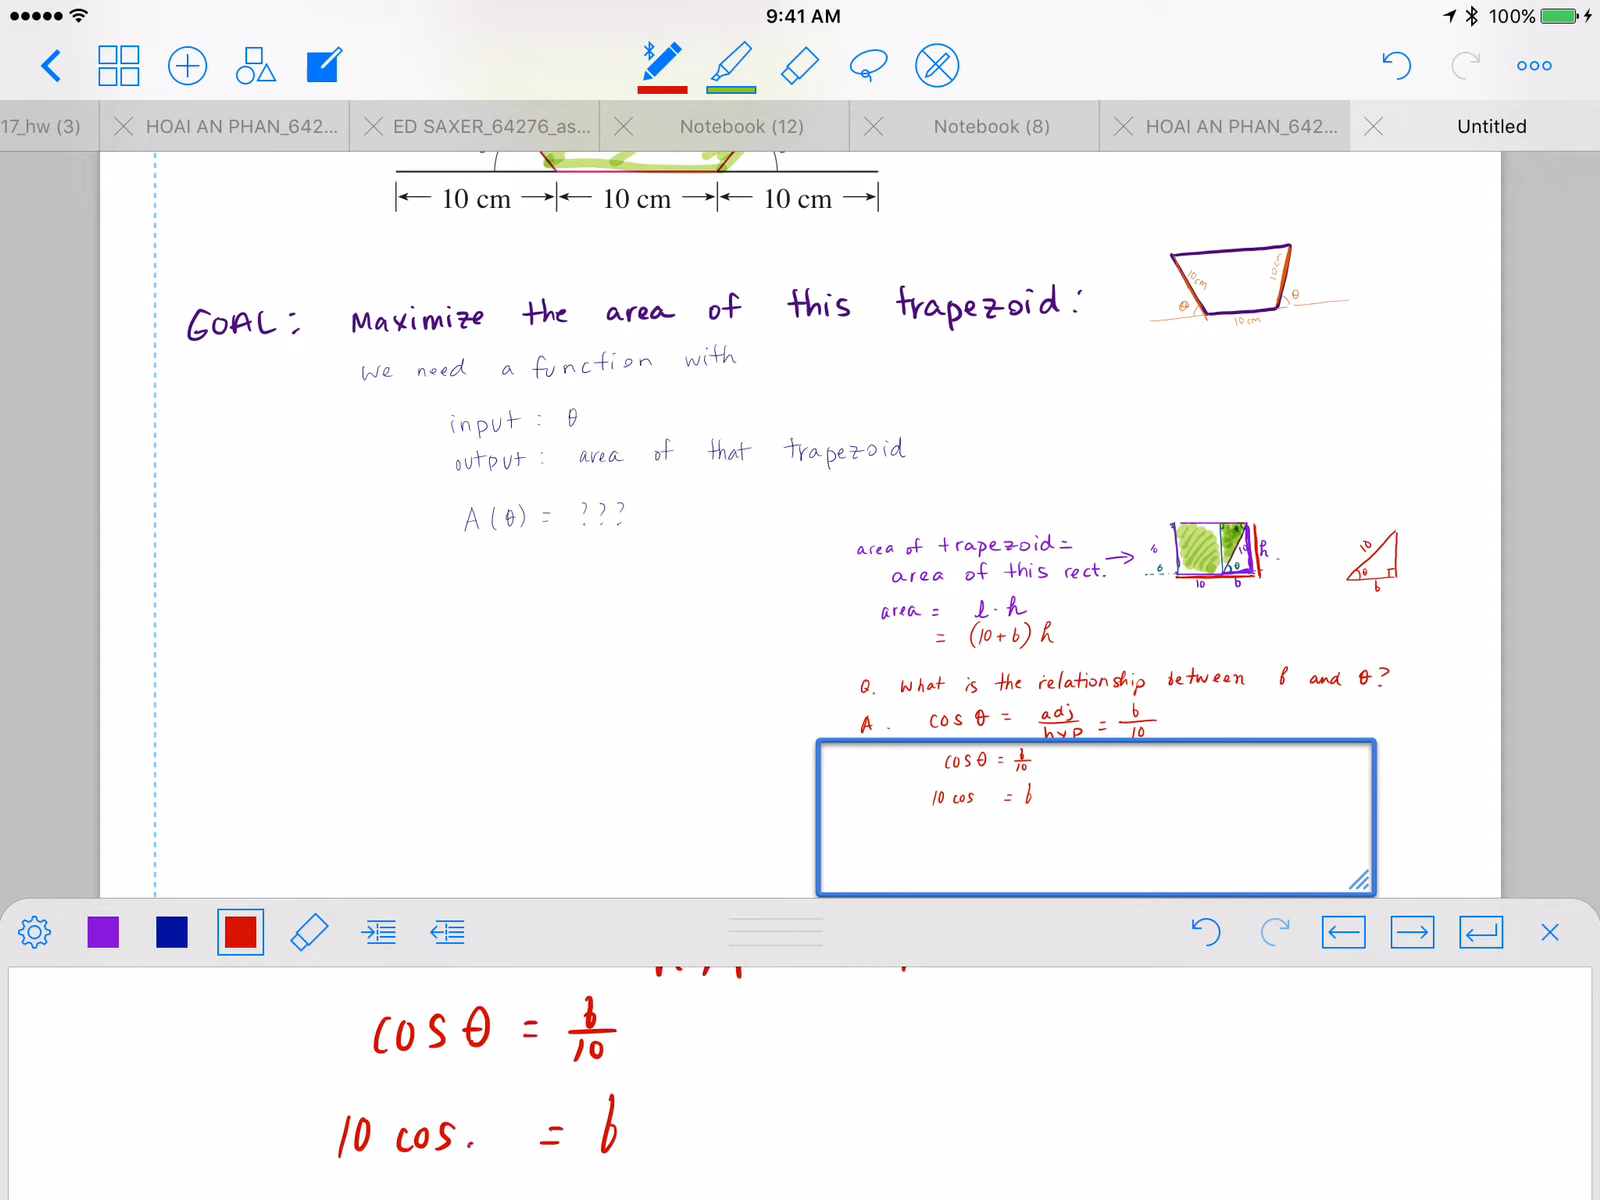 9:41 AM
100%
17_hw (3)
HOAI AN PHAN_642...
ED SAXER_64276_as...
Notebook (12)
Notebook (8)
HOAI AN PHAN_642...
Untitled
10 cm 10 cm 10 cm
GOAL: Maximize the area of this trapezoid:
10cm 10cm
θ θ
10 cm
We need a function with
input: θ
output: area of that trapezoid
A(θ) = ???
area of trapezoid =
area of this rect. →
10 h
θ
10 b
10
θ
b
area = l · h
= (10+b) h
Q. What is the relationship between b and θ?
A. cos θ = adj/hyp = b/10
cos θ = b/10
10 cos = b
cos θ = b/10
10 cos. = b